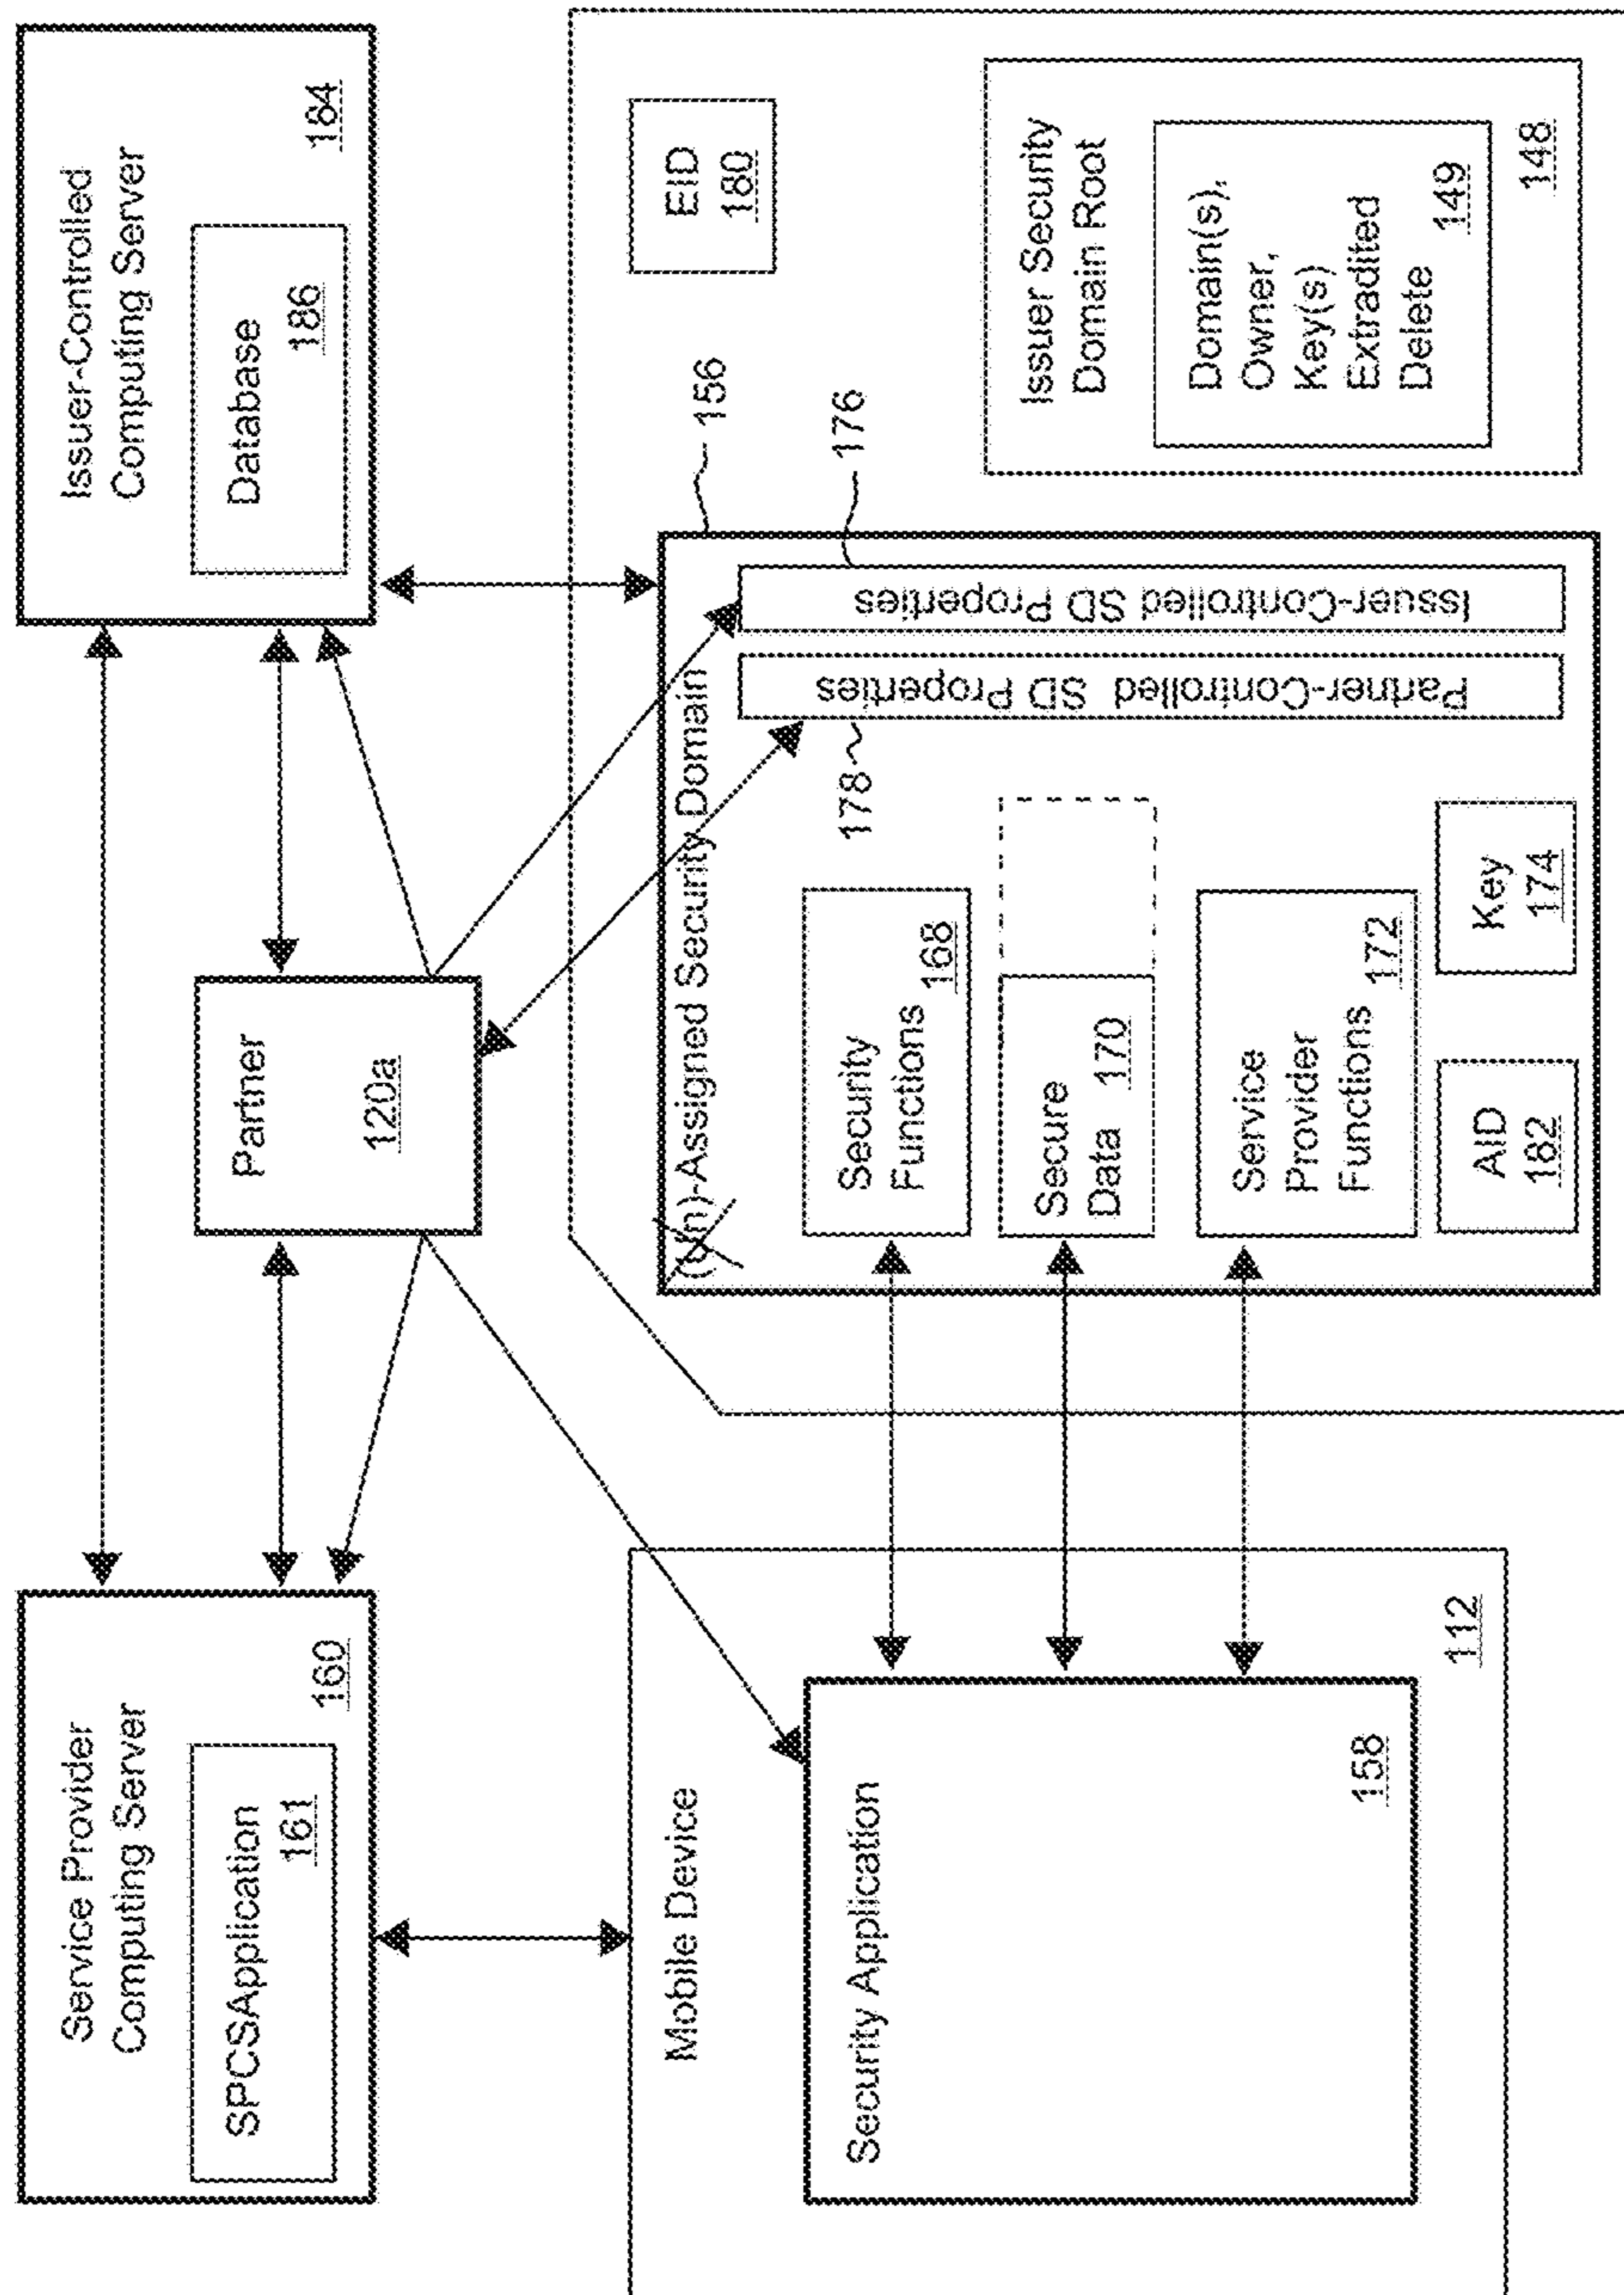 Service Provider
Computing Server
160
SPCSApplication
161
Partner
120a
Issuer-Controlled
Computing Server
184
Database
186
Mobile Device
Security Application
158
112
156
(Un)-Assigned Security Domain
Security
Functions
168
Secure
Data 170
Service
Provider
Functions
172
AID
182
Key
174
178
Partner-Controlled SD Properties
176
Issuer-Controlled SD Properties
EID
180
Issuer Security
Domain Root
Domain(s),
Owner,
Key(s)
Extradited
Delete
149
148